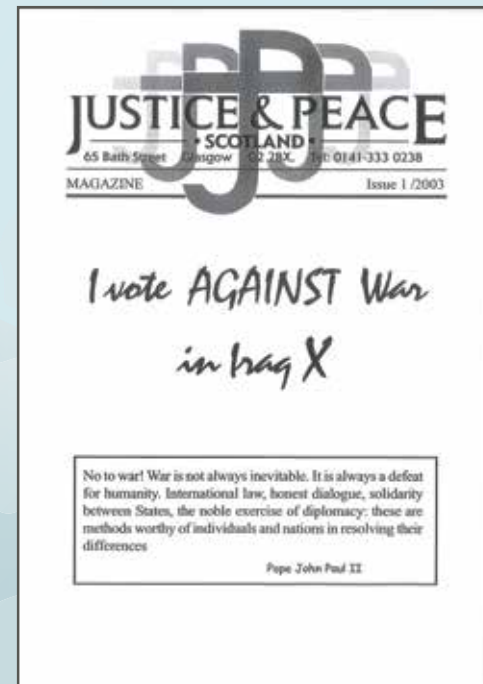 JUSTICE & PEACE
• SCOTLAND •
65 Bath Street Glasgow G2 2SX. Tel: 0141-333 0238
MAGAZINE Issue 1 /2003
I vote AGAINST War
in Iraq X
No to war! War is not always inevitable. It is always a defeat
for humanity. International law, honest dialogue, solidarity
between States, the noble exercise of diplomacy: these are
methods worthy of individuals and nations in resolving their
differences
Pope John Paul II